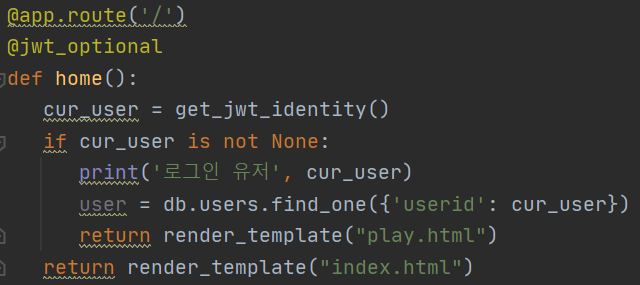 @app.route('/')
@jwt_optional
def home():
    cur_user = get_jwt_identity()
    if cur_user is not None:
        print('로그인 유저', cur_user)
        user = db.users.find_one({'userid': cur_user})
        return render_template("play.html")
    return render_template("index.html")